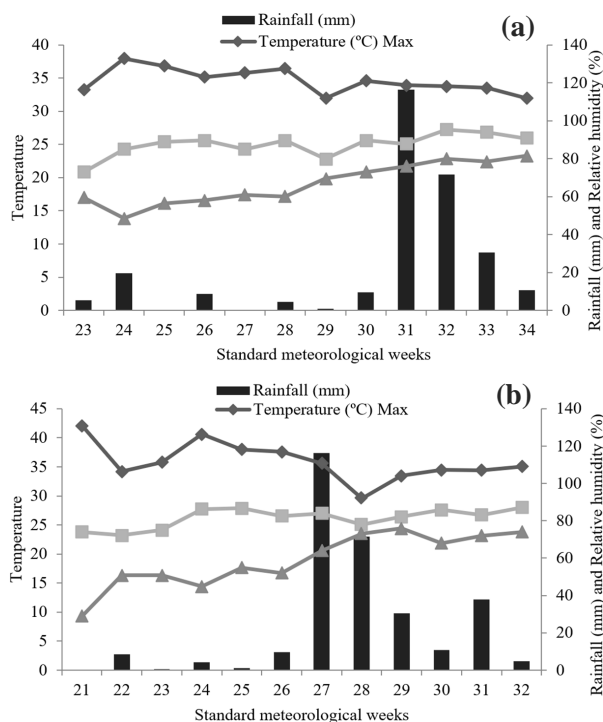 Rainfall (mm)
Temperature (ºC) Max
(a)
40 35 30 25 20 15 10 5 0
Temperature
140 120 100 80 60 40 20 0
Rainfall (mm) and Relative humidity (%)
23 24 25 26 27 28 29 30 31 32 33 34
Standard meteorological weeks
Rainfall (mm)
Temperature (ºC) Max
(b)
45 40 35 30 25 20 15 10 5 0
Temperature
140 120 100 80 60 40 20 0
Rainfall (mm) and Relative humidity (%)
21 22 23 24 25 26 27 28 29 30 31 32
Standard meteorological weeks